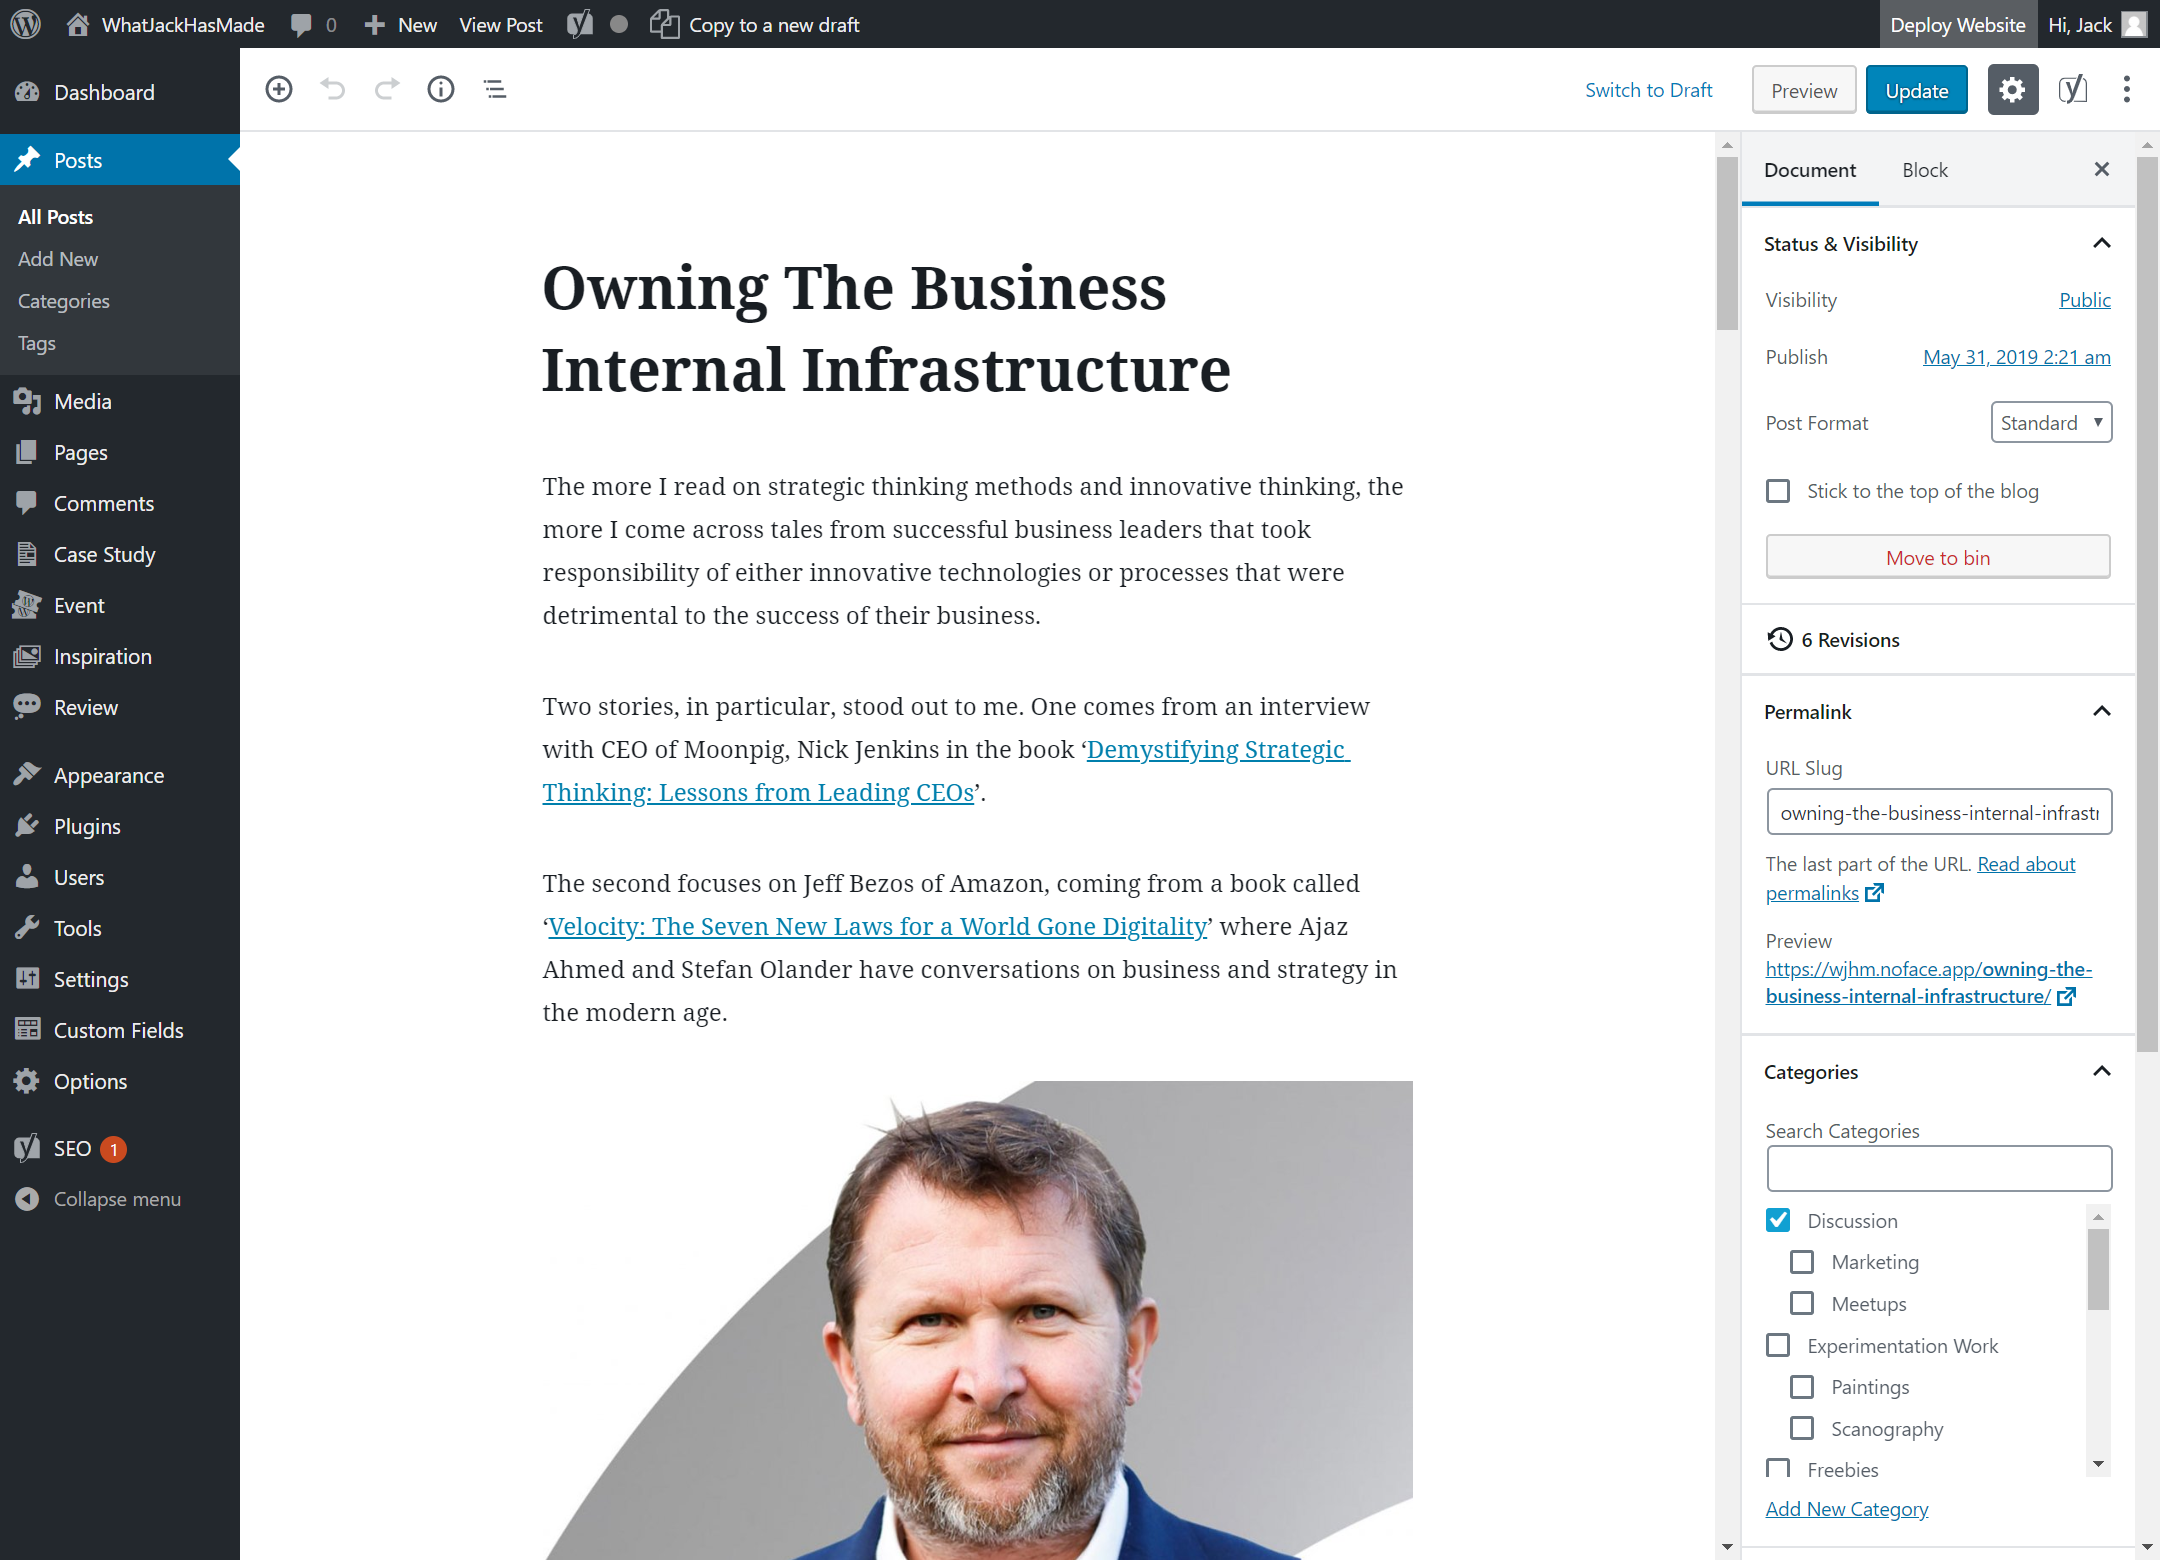 WhatJackHasMade 0 New View Post Copy to a new draft Deploy Website Hi, Jack
Dashboard
Posts
All Posts
Add New
Categories
Tags
Media
Pages
Comments
Case Study
Event
Inspiration
Review
Appearance
Plugins
Users
Tools
Settings
Custom Fields
Options
SEO 1
Collapse menu
Switch to Draft Preview Update
Owning The Business
Internal Infrastructure
The more I read on strategic thinking methods and innovative thinking, the
more I come across tales from successful business leaders that took
responsibility of either innovative technologies or processes that were
detrimental to the success of their business.
Two stories, in particular, stood out to me. One comes from an interview
with CEO of Moonpig, Nick Jenkins in the book ‘Demystifying Strategic
Thinking: Lessons from Leading CEOs’.
The second focuses on Jeff Bezos of Amazon, coming from a book called
‘Velocity: The Seven New Laws for a World Gone Digitality’ where Ajaz
Ahmed and Stefan Olander have conversations on business and strategy in
the modern age.
Document Block
Status & Visibility
Visibility Public
Publish May 31, 2019 2:21 am
Post Format Standard
Stick to the top of the blog
Move to bin
6 Revisions
Permalink
URL Slug
owning-the-business-internal-infrastr
The last part of the URL. Read about
permalinks
Preview
https://wjhm.noface.app/owning-the-
business-internal-infrastructure/
Categories
Search Categories
Discussion
Marketing
Meetups
Experimentation Work
Paintings
Scanography
Freebies
Add New Category